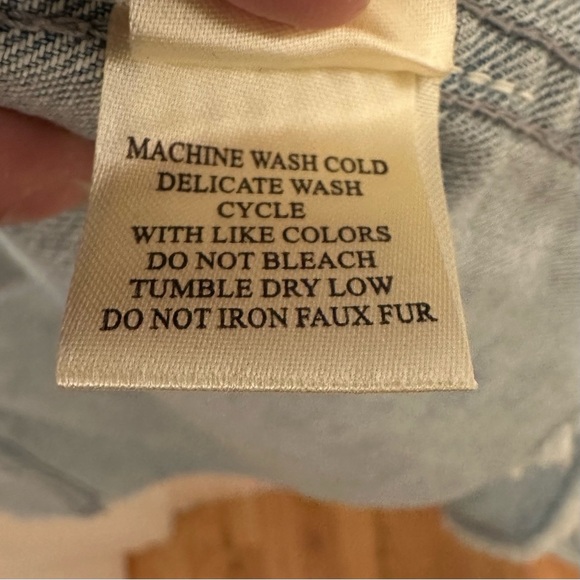 MACHINE WASH COLD
DELICATE WASH
CYCLE
WITH LIKE COLORS
DO NOT BLEACH
TUMBLE DRY LOW
DO NOT IRON FAUX FUR